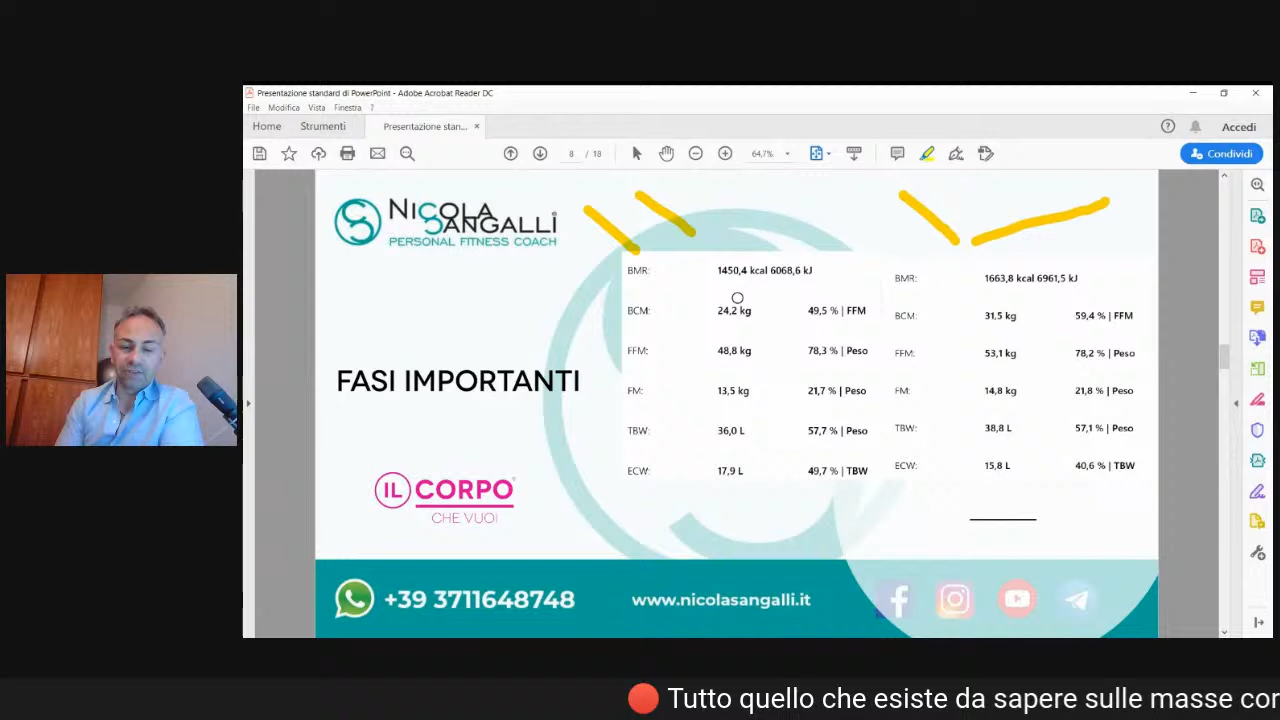 Presentazione standard di PowerPoint - Adobe Acrobat Reader DC
File Modifica Vista Finestra ?
Home Strumenti Presentazione stan... × Accedi
8 / 18 64,7% Condividi
NICOLA
SANGALLI
PERSONAL FITNESS COACH
FASI IMPORTANTI
IL CORPO
CHE VUOI
BMR: 1450,4 kcal 6068,6 kJ
BCM: 24,2 kg 49,5 % | FFM
FFM: 48,8 kg 78,3 % | Peso
FM: 13,5 kg 21,7 % | Peso
TBW: 36,0 L 57,7 % | Peso
ECW: 17,9 L 49,7 % | TBW
BMR: 1663,8 kcal 6961,5 kJ
BCM: 31,5 kg 59,4 % | FFM
FFM: 53,1 kg 78,2 % | Peso
FM: 14,8 kg 21,8 % | Peso
TBW: 38,8 L 57,1 % | Peso
ECW: 15,8 L 40,6 % | TBW
+39 3711648748 www.nicolasangalli.it
Tutto quello che esiste da sapere sulle masse cor